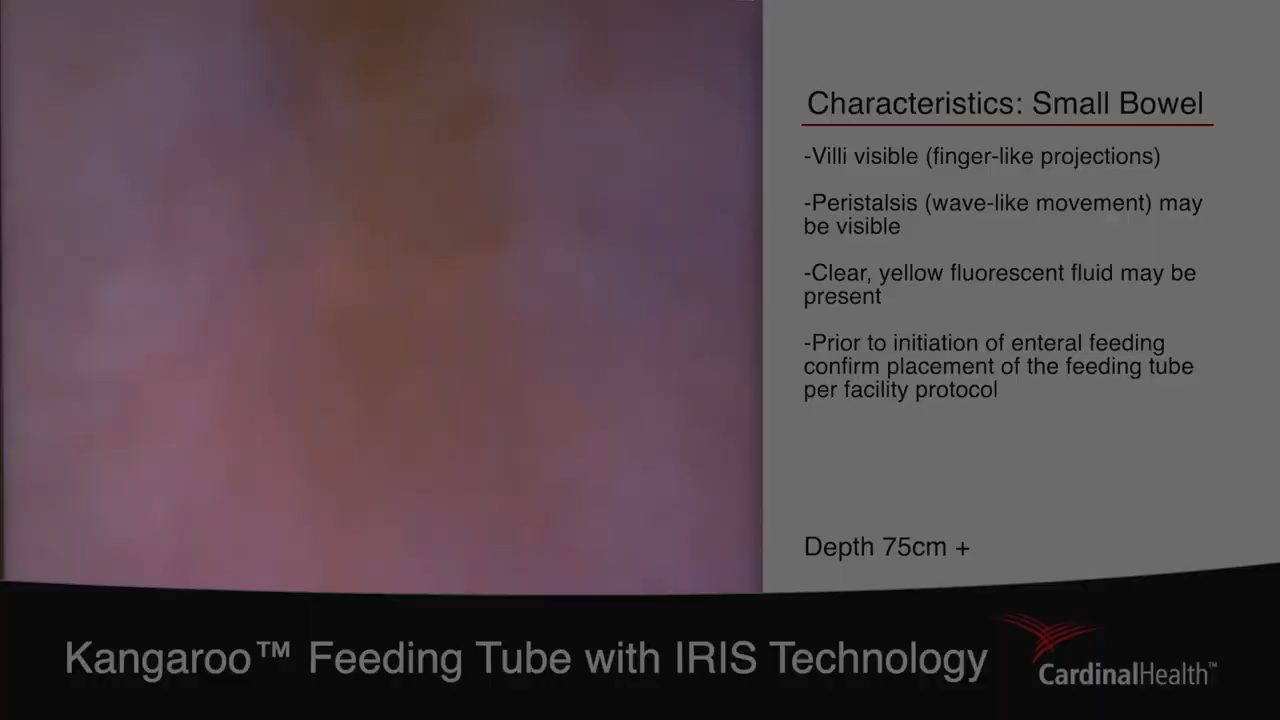 Characteristics: Small Bowel
-Villi visible (finger-like projections)
-Peristalsis (wave-like movement) may
be visible
-Clear, yellow fluorescent fluid may be
present
-Prior to initiation of enteral feeding
confirm placement of the feeding tube
per facility protocol
Depth 75cm +
Kangaroo™ Feeding Tube with IRIS Technology
CardinalHealth™